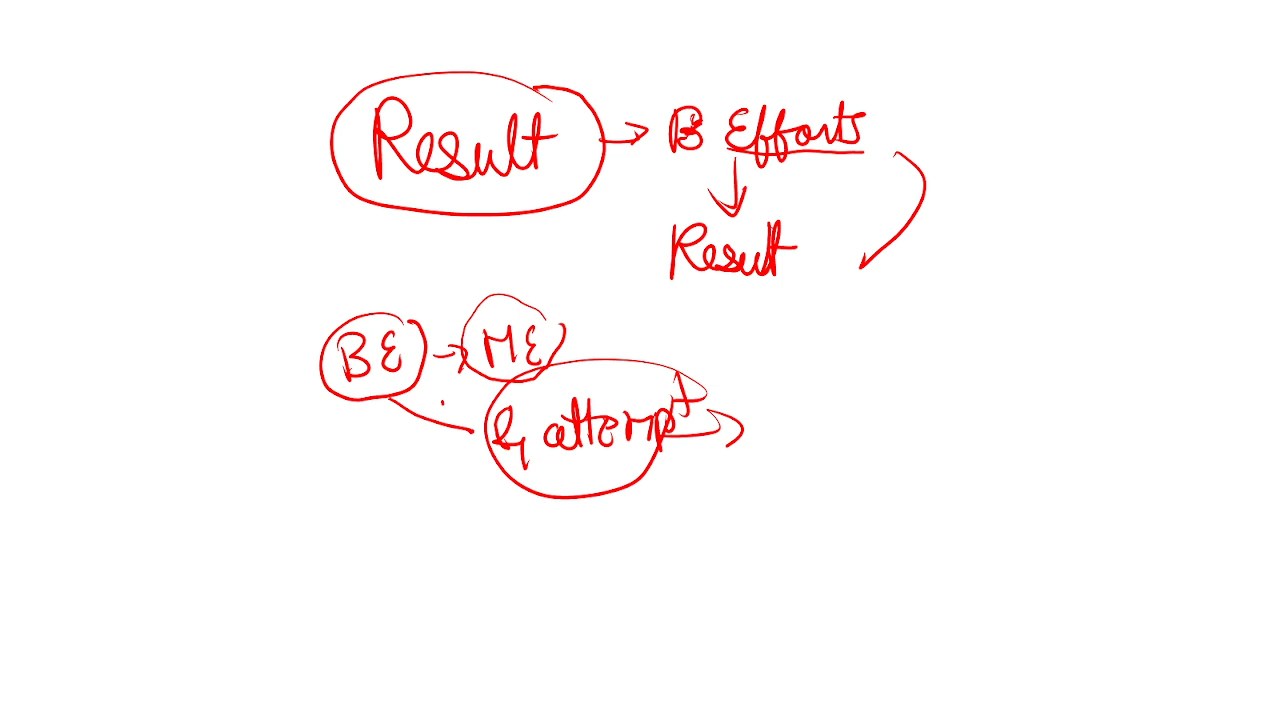 Result → B Efforts
Result
BE → ME
attempt